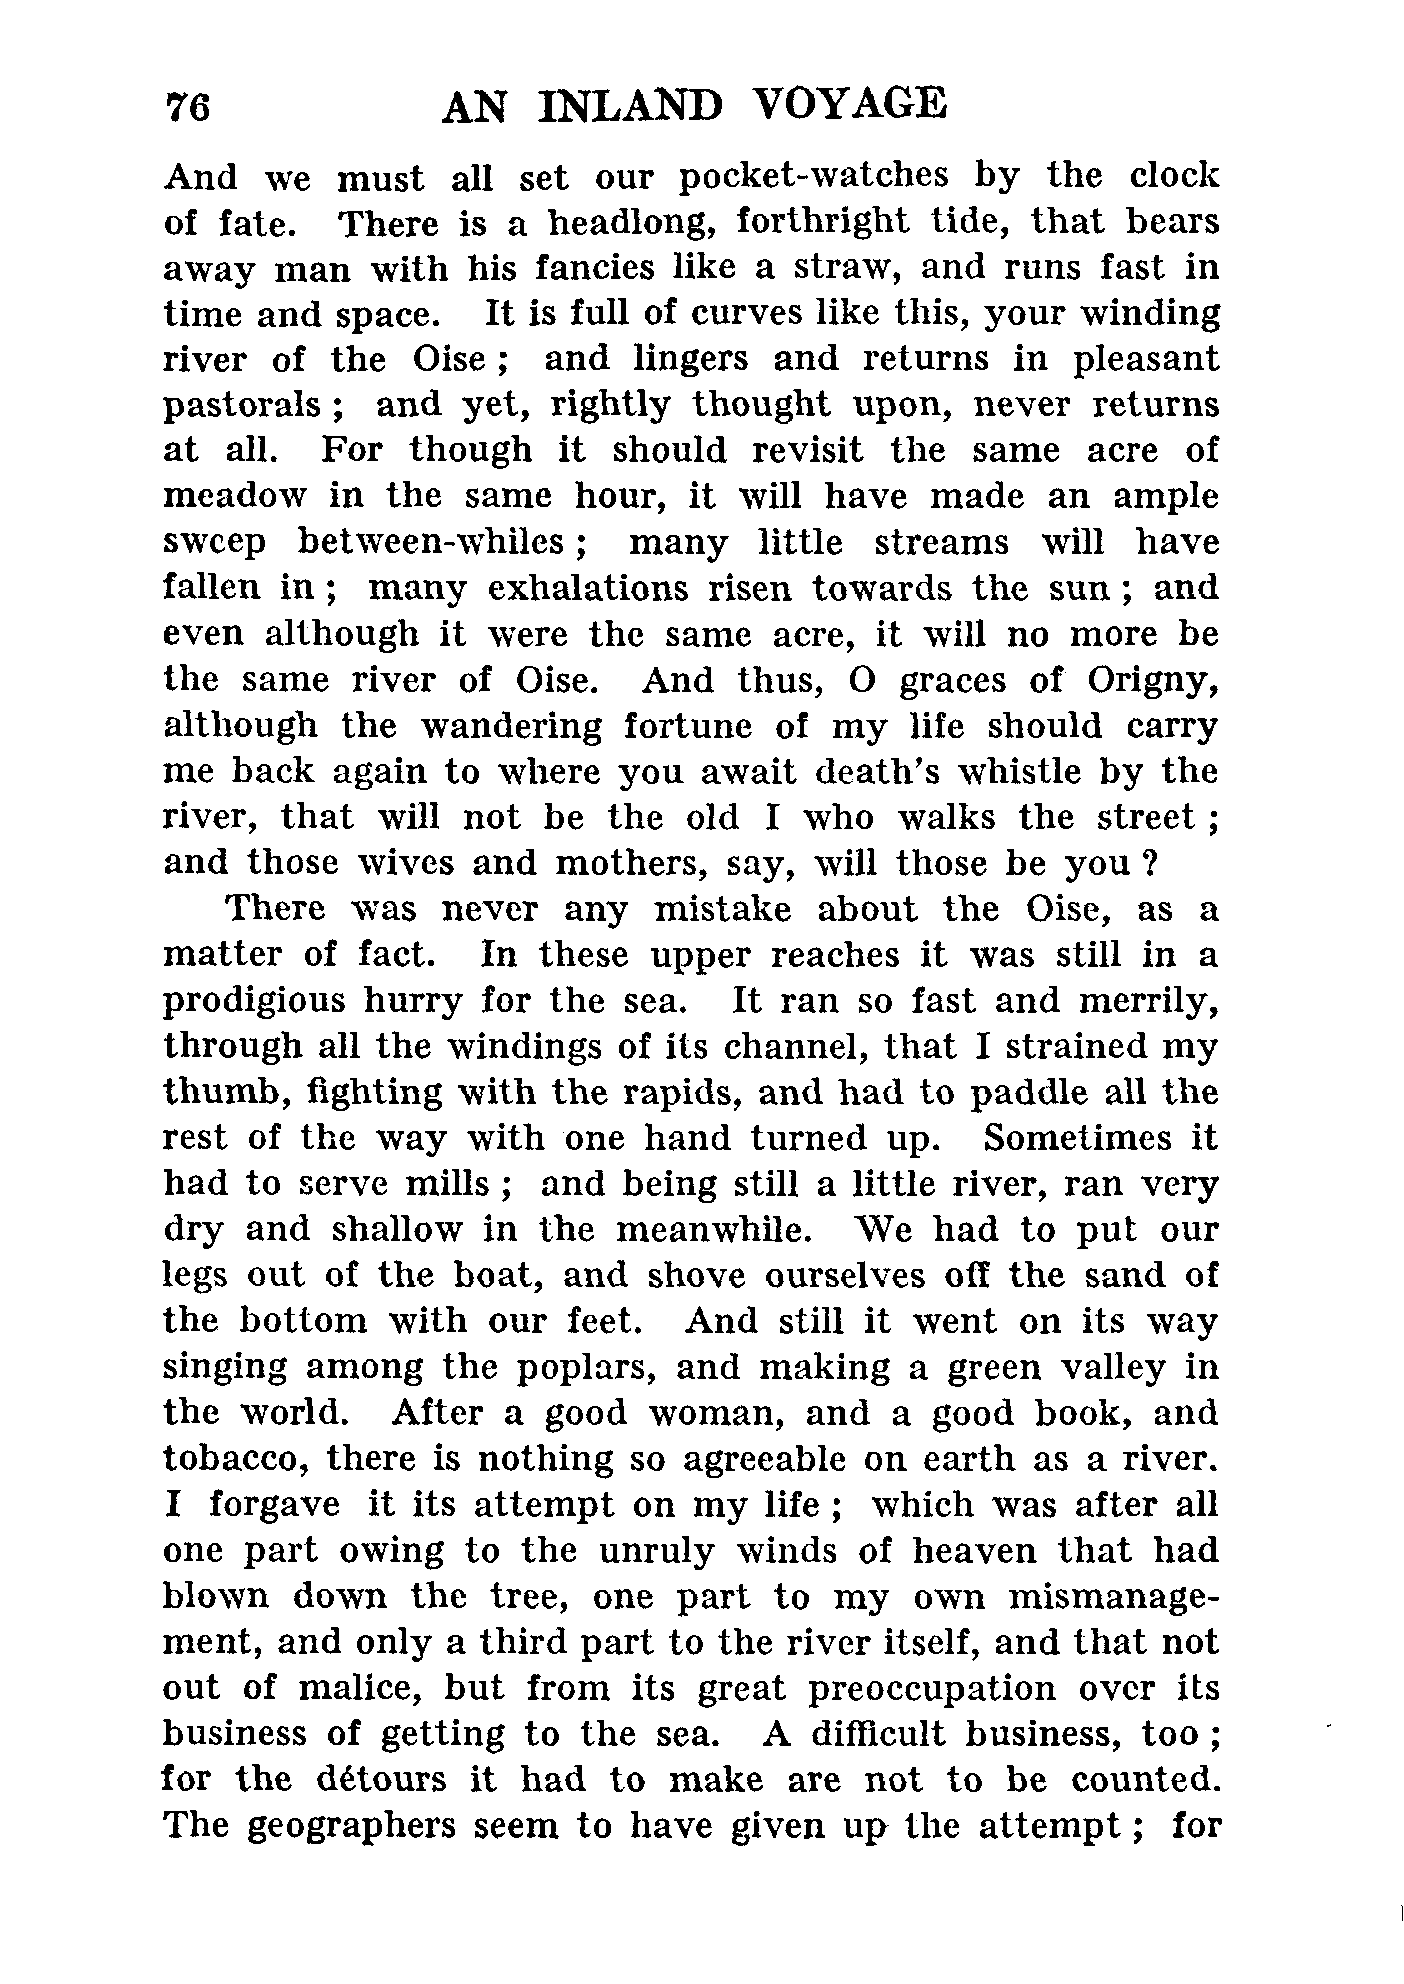 76 AN INLAND VOYAGE
And we must all set our pocket-watches by the clock
of fate. There is a headlong, forthright tide, that bears
away man with his fancies like a straw, and runs fast in
time and space. It is full of curves like this, your winding
river of the Oise ; and lingers and returns in pleasant
pastorals ; and yet, rightly thought upon, never returns
at all. For though it should revisit the same acre of
meadow in the same hour, it will have made an ample
sweep between-whiles ; many little streams will have
fallen in ; many exhalations risen towards the sun ; and
even although it were the same acre, it will no more be
the same river of Oise. And thus, O graces of Origny,
although the wandering fortune of my life should carry
me back again to where you await death's whistle by the
river, that will not be the old I who walks the street ;
and those wives and mothers, say, will those be you ?
There was never any mistake about the Oise, as a
matter of fact. In these upper reaches it was still in a
prodigious hurry for the sea. It ran so fast and merrily,
through all the windings of its channel, that I strained my
thumb, fighting with the rapids, and had to paddle all the
rest of the way with one hand turned up. Sometimes it
had to serve mills ; and being still a little river, ran very
dry and shallow in the meanwhile. We had to put our
legs out of the boat, and shove ourselves off the sand of
the bottom with our feet. And still it went on its way
singing among the poplars, and making a green valley in
the world. After a good woman, and a good book, and
tobacco, there is nothing so agreeable on earth as a river.
I forgave it its attempt on my life ; which was after all
one part owing to the unruly winds of heaven that had
blown down the tree, one part to my own mismanage-
ment, and only a third part to the river itself, and that not
out of malice, but from its great preoccupation over its
business of getting to the sea. A difficult business, too ;
for the détours it had to make are not to be counted.
The geographers seem to have given up the attempt ; for